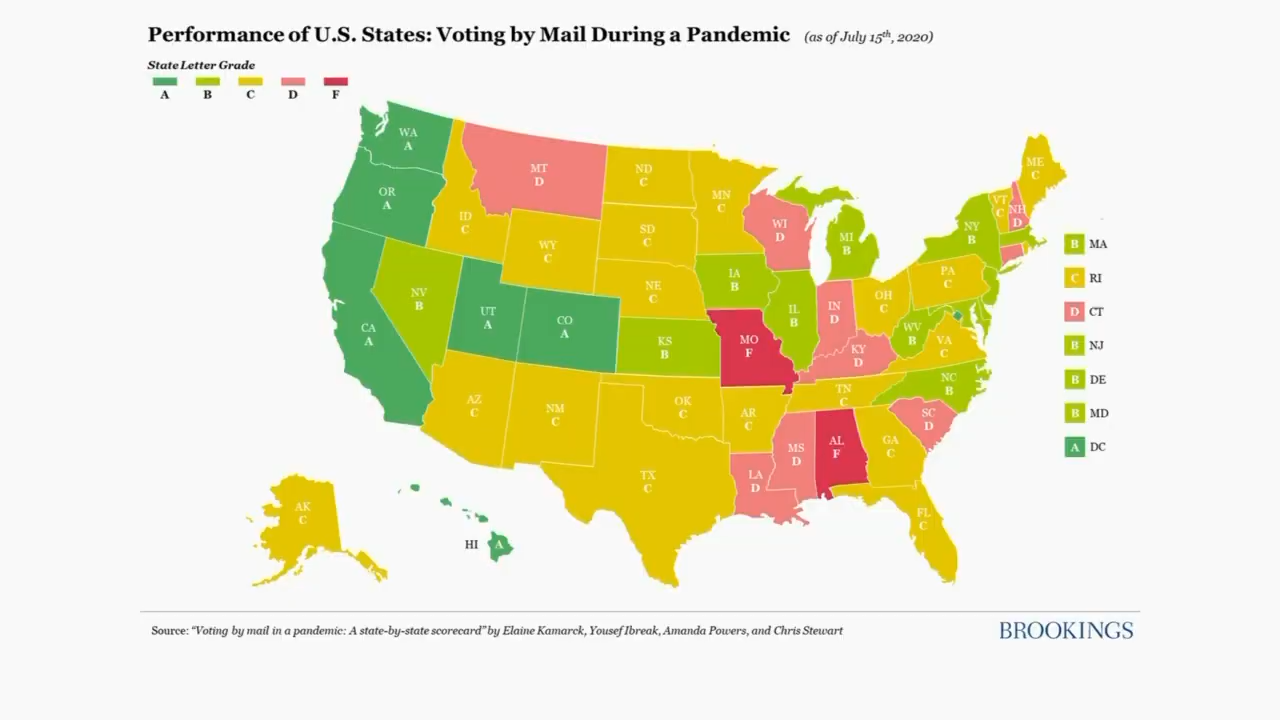 Performance of U.S. States: Voting by Mail During a Pandemic (as of July 15th, 2020)
State Letter Grade
A B C D F
WA
A
OR
A
CA
A
ID
C
NV
B
MT
D
WY
C
UT
A
CO
A
AZ
C
NM
C
ND
C
SD
C
NE
C
KS
B
OK
C
TX
C
MN
C
IA
B
MO
F
AR
C
LA
D
WI
D
IL
B
MI
B
IN
D
OH
C
KY
D
TN
C
MS
D
AL
F
GA
C
FL
C
SC
D
NC
B
VA
C
WV
B
PA
C
NY
B
VT
C
NH
D
ME
C
B MA
C RI
D CT
B NJ
B DE
B MD
A DC
AK
C
HI A
Source: “Voting by mail in a pandemic: A state-by-state scorecard” by Elaine Kamarck, Yousef Ibreak, Amanda Powers, and Chris Stewart
BROOKINGS